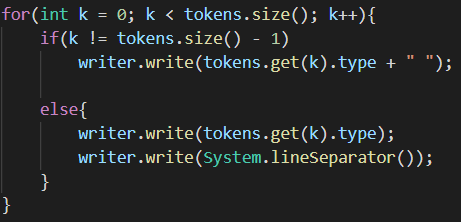 for(int k = 0; k < tokens.size(); k++){
    if(k != tokens.size() - 1)
        writer.write(tokens.get(k).type + " ");
    else{
        writer.write(tokens.get(k).type);
        writer.write(System.lineSeparator());
    }
}